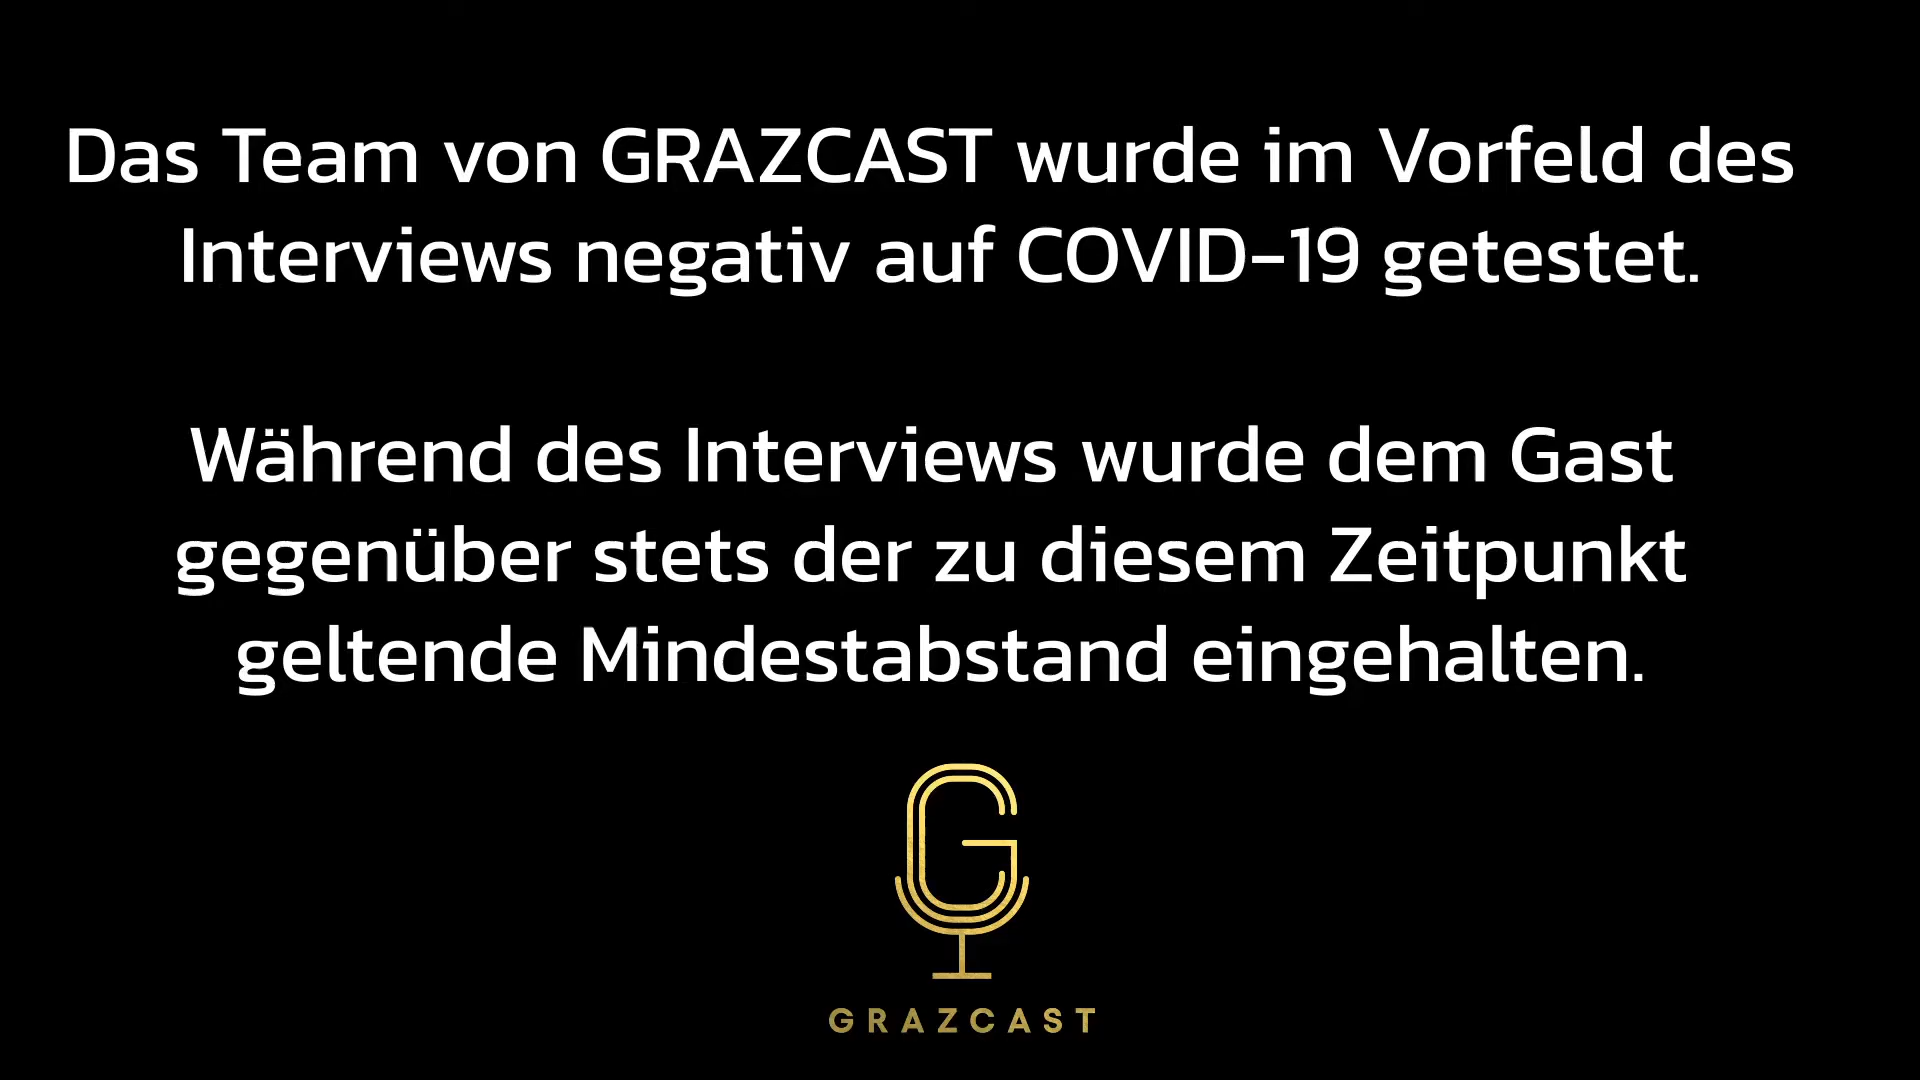 Das Team von GRAZCAST wurde im Vorfeld des
Interviews negativ auf COVID-19 getestet.
Während des Interviews wurde dem Gast
gegenüber stets der zu diesem Zeitpunkt
geltende Mindestabstand eingehalten.
GRAZCAST